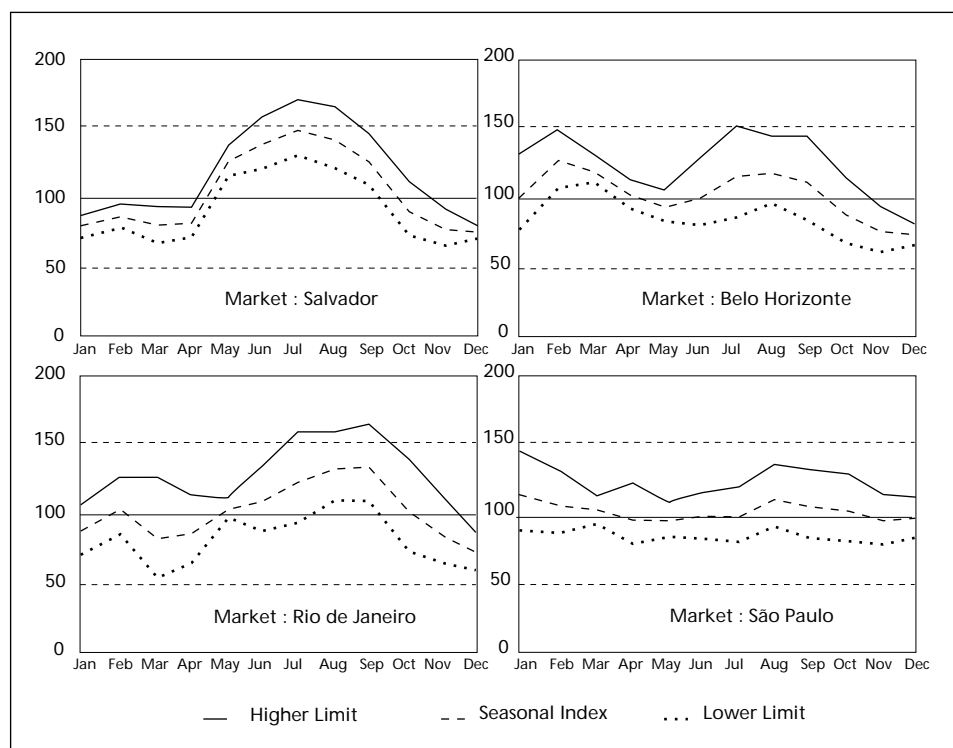 200
150
100
50
0
Market : Salvador
Jan Feb Mar Apr May Jun Jul Aug Sep Oct Nov Dec
200
150
100
50
0
Market : Belo Horizonte
Jan Feb Mar Apr May Jun Jul Aug Sep Oct Nov Dec
200
150
100
50
0
Market : Rio de Janeiro
Jan Feb Mar Apr May Jun Jul Aug Sep Oct Nov Dec
200
150
100
50
0
Market : São Paulo
Jan Feb Mar Apr May Jun Jul Aug Sep Oct Nov Dec
Higher Limit Seasonal Index Lower Limit